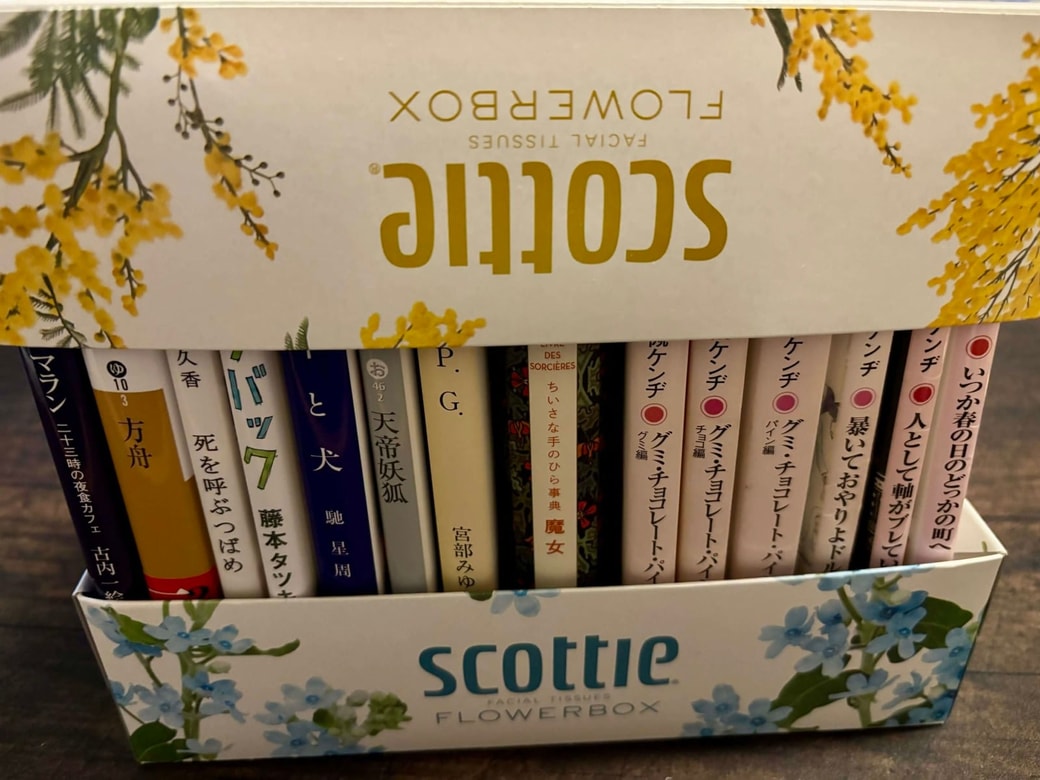 FLOWERBOX
FACIAL TISSUES
scottie®
マラン 二十三時の夜食カフェ 古内一絵
ゆ 10 3 方舟
久香 死を呼ぶつばめ
バック 藤本タツキ
と犬 馳星周
お 46 2 天帝妖狐
P.G. 宮部みゆ
DES
SORCIÈRES
ちいさな手のひら事典 魔女
ケンヂ グミ・チョコレート・パイ
グミ編
ケンヂ グミ・チョコレート・パイ
チョコ編
ケンヂ グミ・チョコレート・パイ
パイン編
ケンヂ 暴いておやりよドル
ンヂ 人として軸がブレてい
いつか春の日のどっかの町へ
scottie®
FACIAL TISSUES
FLOWERBOX